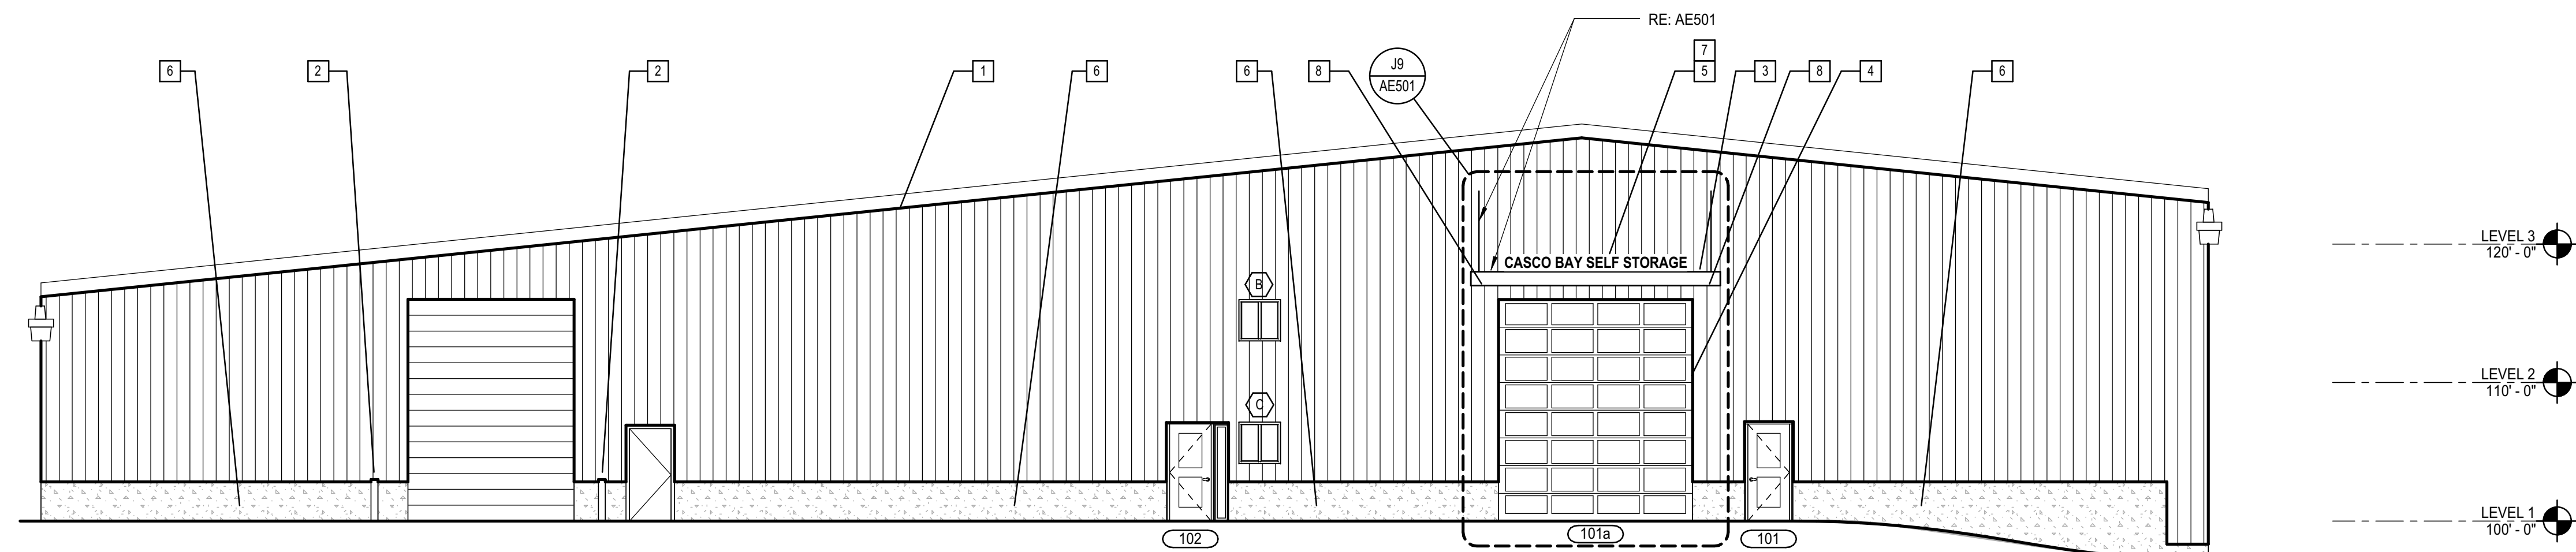 RE: AE501
7
6
2
2
1
6
6
8
J9
AE501
5
3
8
4
6
LEVEL 3
120' - 0"
CASCO BAY SELF STORAGE
B
LEVEL 2
110' - 0"
C
LEVEL 1
100' - 0"
102
101a
101